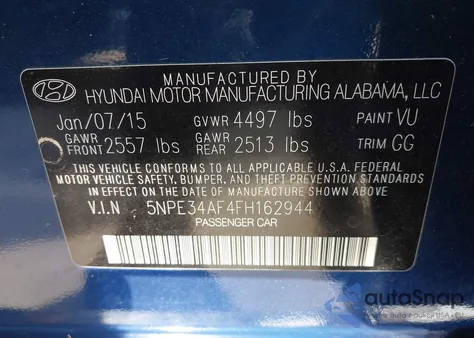 MANUFACTURED BY
HYUNDAI MOTOR MANUFACTURING ALABAMA, LLC
Jan/07/15 GVWR 4497 lbs PAINT VU
GAWR FRONT 2557 lbs GAWR REAR 2513 lbs TRIM GG
THIS VEHICLE CONFORMS TO ALL APPLICABLE U.S.A. FEDERAL
MOTOR VEHICLE SAFETY, BUMPER, AND THEFT PREVENTION STANDARDS
IN EFFECT ON THE DATE OF MANUFACTURE SHOWN ABOVE.
V.I.N 5NPE34AF4FH162944
PASSENGER CAR
autoSnap